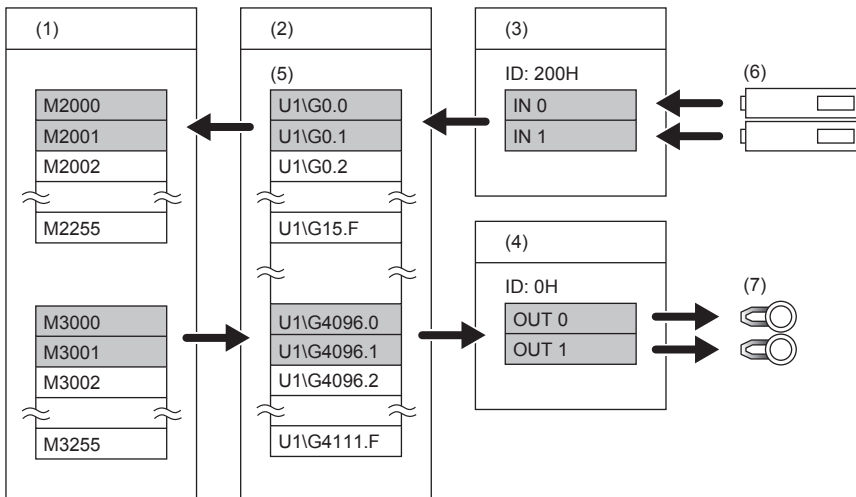 (1)
M2000
M2001
M2002
M2255
M3000
M3001
M3002
M3255
(2)
(5)
U1\G0.0
U1\G0.1
U1\G0.2
U1\G15.F
U1\G4096.0
U1\G4096.1
U1\G4096.2
U1\G4111.F
(3)
ID: 200H
IN 0
IN 1
(4)
ID: 0H
OUT 0
OUT 1
(6)
(7)